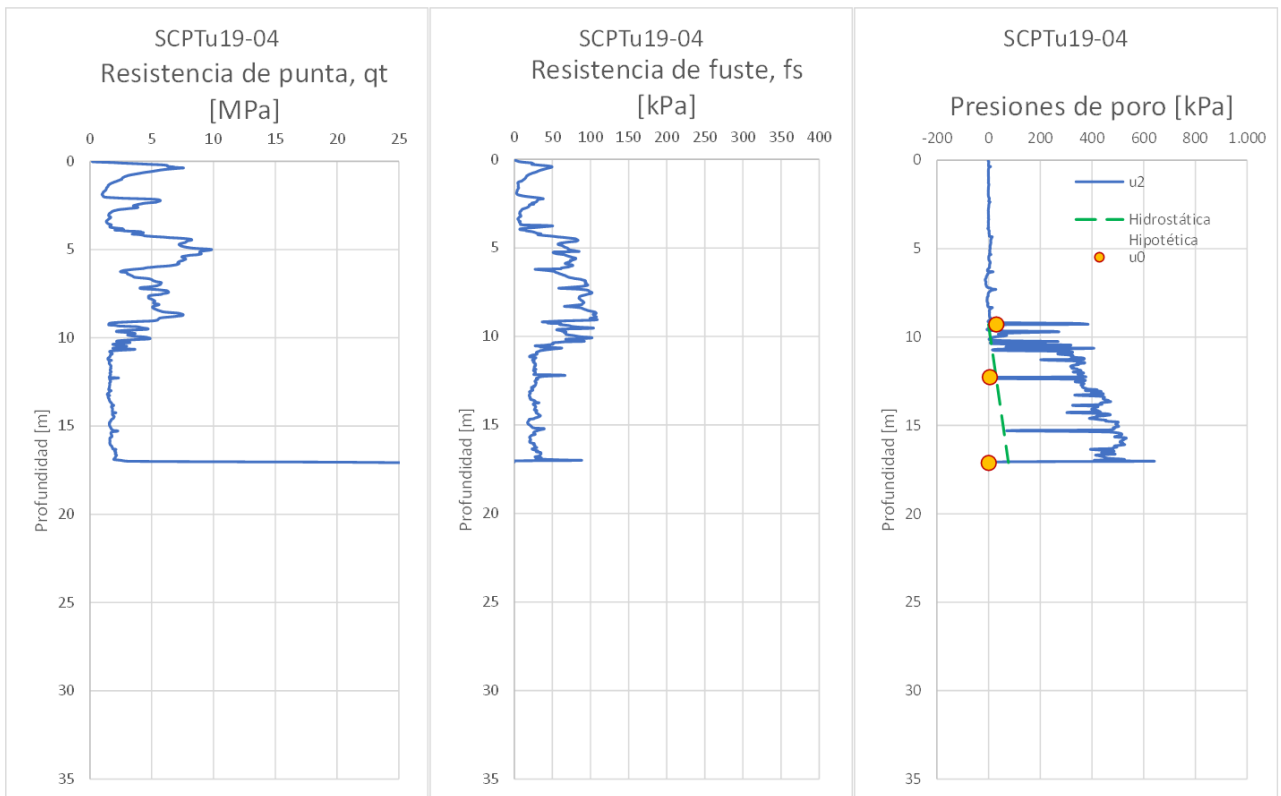 SCPTu19-04
Resistencia de punta, qt
[MPa]
0 5 10 15 20 25
0
5
10
15
20
25
30
35
Profundidad [m]
SCPTu19-04
Resistencia de fuste, fs
[kPa]
0 50 100 150 200 250 300 350 400
0
5
10
15
20
25
30
35
Profundidad [m]
SCPTu19-04
Presiones de poro [kPa]
-200 0 200 400 600 800 1.000
0
5
10
15
20
25
30
35
Profundidad [m]
u2
Hidrostática
Hipotética
u0